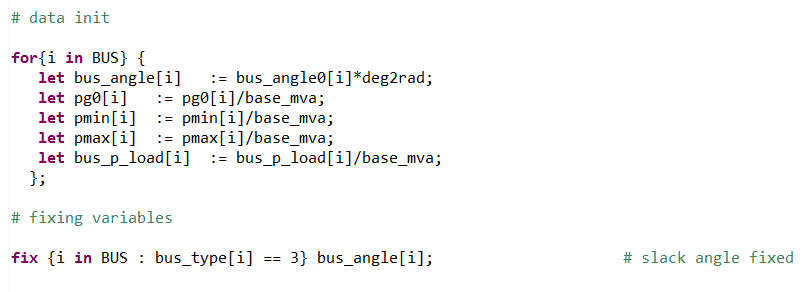 # data init
for{i in BUS} {
let bus_angle[i] := bus_angle0[i]*deg2rad;
let pg0[i] := pg0[i]/base_mva;
let pmin[i] := pmin[i]/base_mva;
let pmax[i] := pmax[i]/base_mva;
let bus_p_load[i] := bus_p_load[i]/base_mva;
};
# fixing variables
fix {i in BUS : bus_type[i] == 3} bus_angle[i]; # slack angle fixed